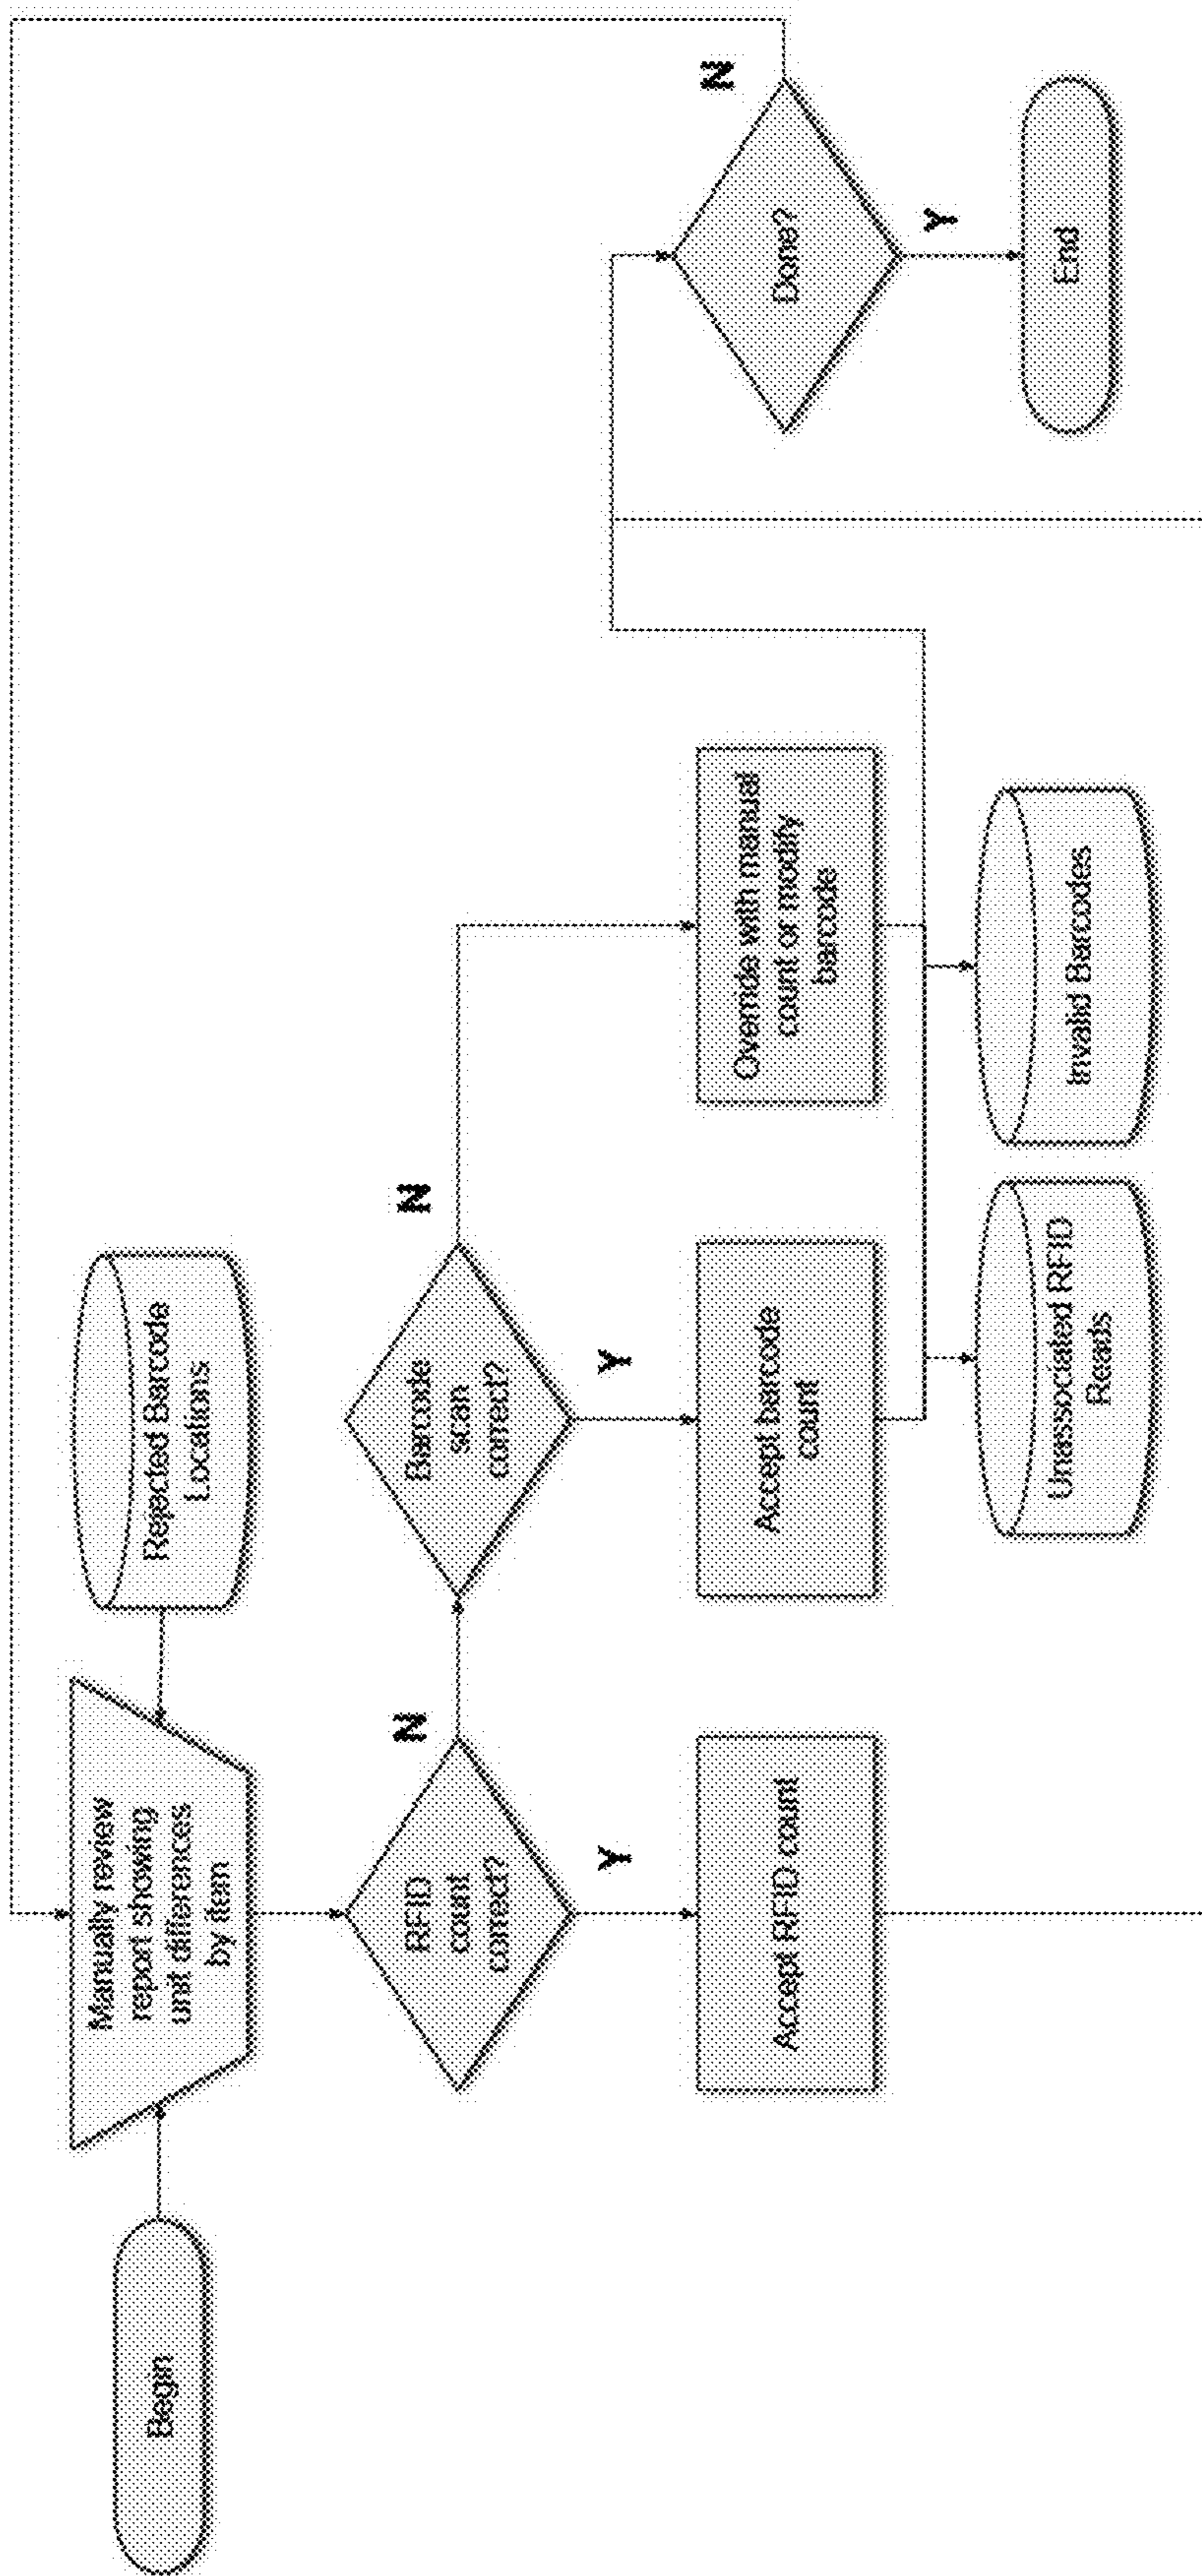 Begin
Manually review
report showing
unit differences
by item
Rejected Barcode
Locations
RFID
count
correct?
N
Y
Barcode
scan
correct?
N
Y
Accept RFID count
Accept barcode
count
Override with manual
count or modify
barcode
Unassociated RFID
Reads
Invalid Barcodes
Done?
N
Y
End